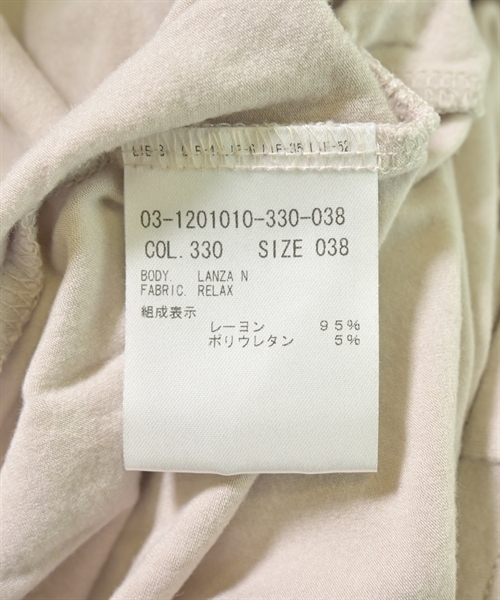 03-1201010-330-038
COL. 330 SIZE 038
BODY. LANZA N
FABRIC. RELAX
組成表示
レーヨン 95%
ポリウレタン 5%